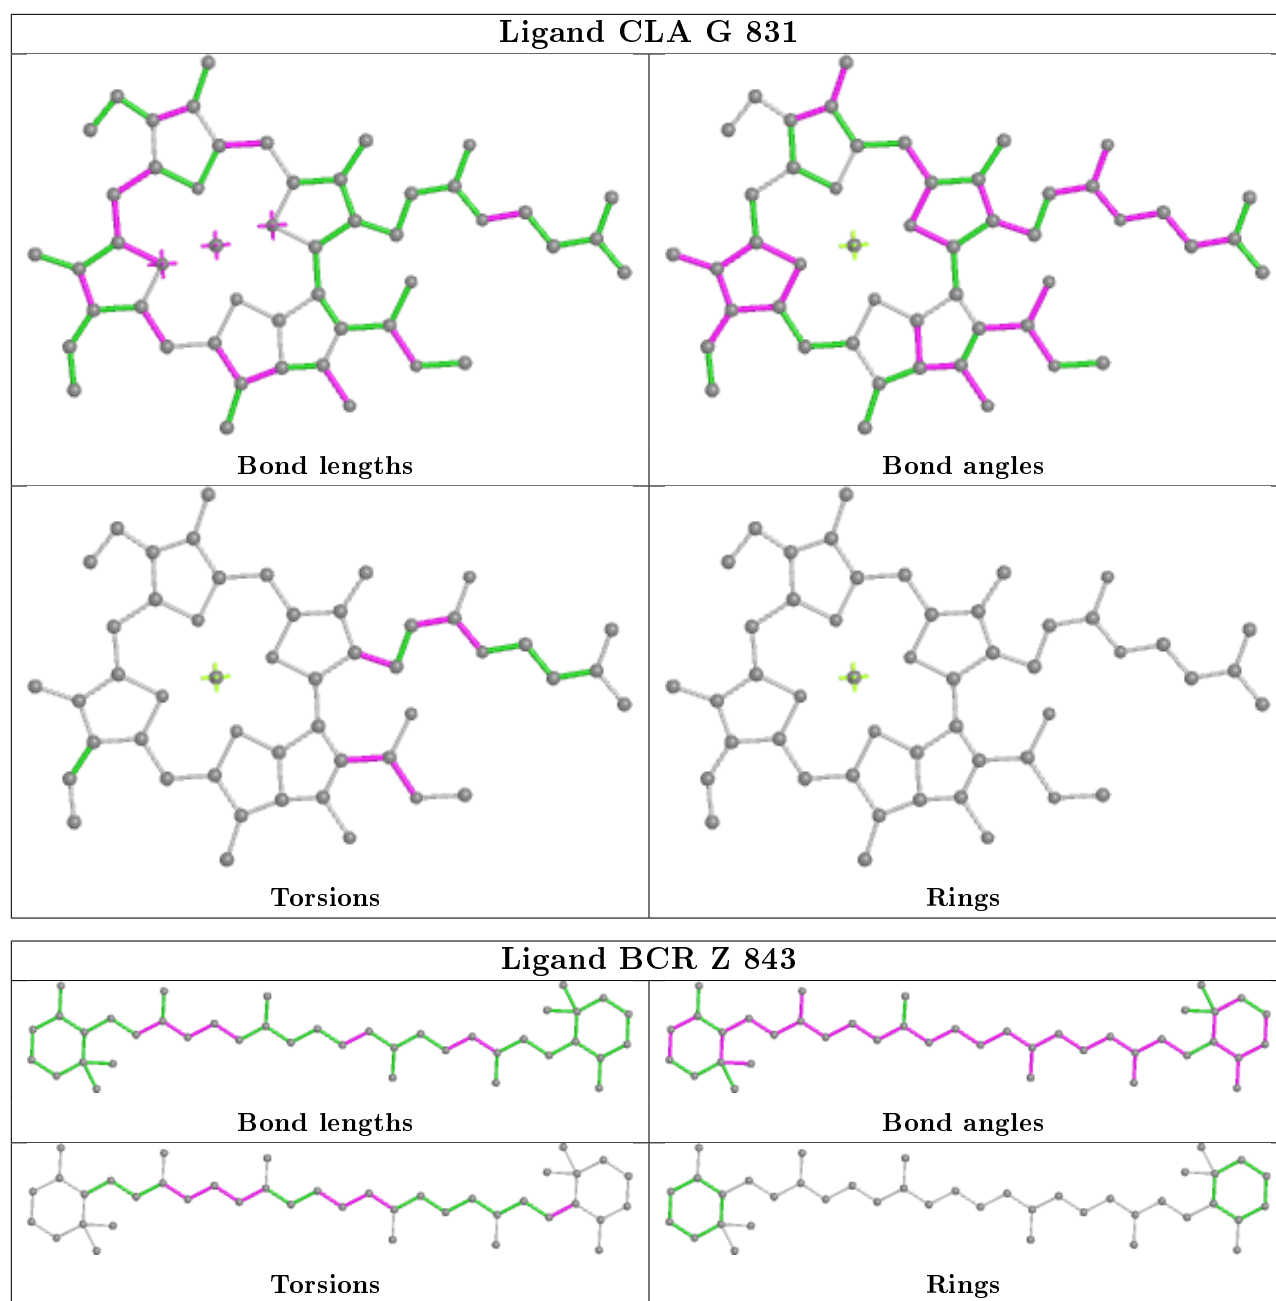 Ligand CLA G 831
Bond lengths
Bond angles
Torsions
Rings
Ligand BCR Z 843
Bond lengths
Bond angles
Torsions
Rings